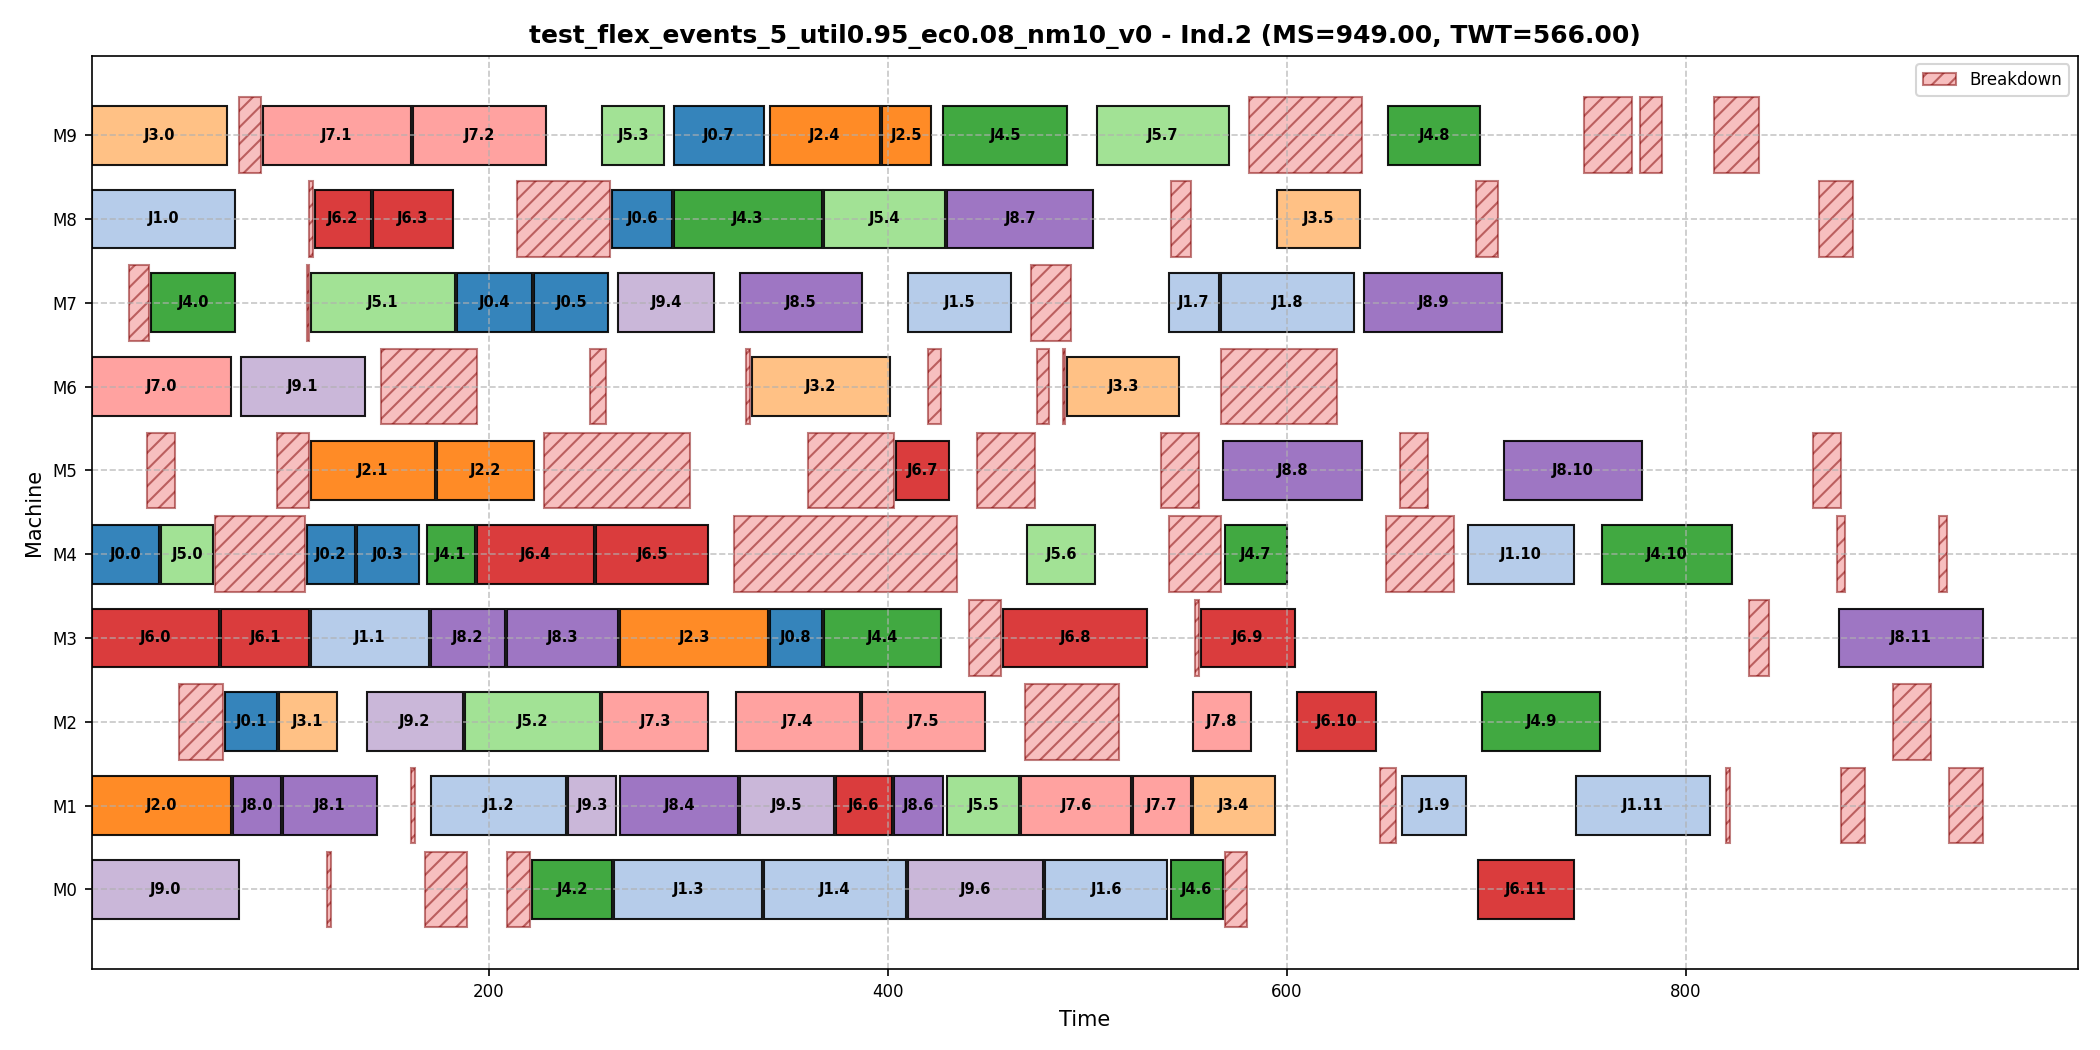 test_flex_events_5_util0.95_ec0.08_nm10_v0 - Ind.2 (MS=949.00, TWT=566.00)
Breakdown
M9
J3.0 J7.1 J7.2 J5.3 J0.7 J2.4 J2.5 J4.5 J5.7 J4.8
M8
J1.0 J6.2 J6.3 J0.6 J4.3 J5.4 J8.7 J3.5
M7
J4.0 J5.1 J0.4 J0.5 J9.4 J8.5 J1.5 J1.7 J1.8 J8.9
M6
J7.0 J9.1 J3.2 J3.3
M5
J2.1 J2.2 J6.7 J8.8 J8.10
M4
J0.0 J5.0 J0.2 J0.3 J4.1 J6.4 J6.5 J5.6 J4.7 J1.10 J4.10
M3
J6.0 J6.1 J1.1 J8.2 J8.3 J2.3 J0.8 J4.4 J6.8 J6.9 J8.11
M2
J0.1 J3.1 J9.2 J5.2 J7.3 J7.4 J7.5 J7.8 J6.10 J4.9
M1
J2.0 J8.0 J8.1 J1.2 J9.3 J8.4 J9.5 J6.6 J8.6 J5.5 J7.6 J7.7 J3.4 J1.9 J1.11
M0
J9.0 J4.2 J1.3 J1.4 J9.6 J1.6 J4.6 J6.11
Machine
200 400 600 800
Time